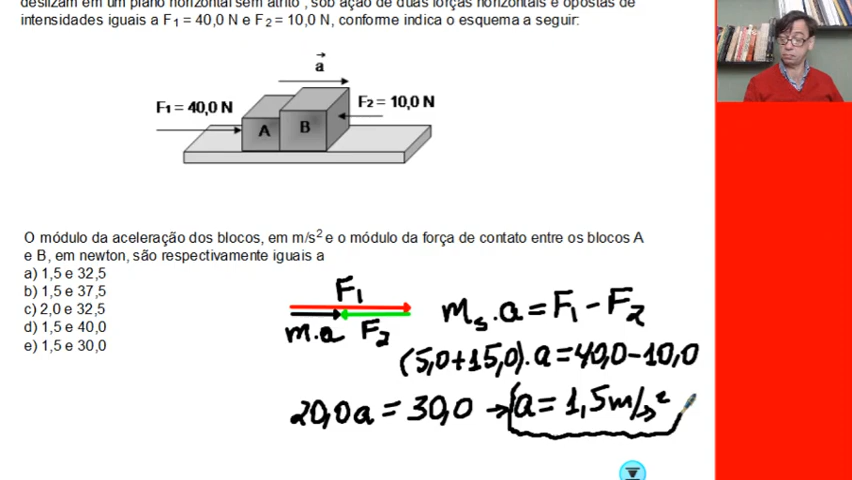 deslizam em um plano horizontal sem atrito , sob ação de duas forças horizontais e opostas de
intensidades iguais a F1 = 40,0 N e F2 = 10,0 N, conforme indica o esquema a seguir:
a
F1 = 40,0 N
F2 = 10,0 N
A
B
O módulo da aceleração dos blocos, em m/s² e o módulo da força de contato entre os blocos A
e B, em newton, são respectivamente iguais a
a) 1,5 e 32,5
b) 1,5 e 37,5
c) 2,0 e 32,5
d) 1,5 e 40,0
e) 1,5 e 30,0
F1
m.a F2
ms.a = F1 - F2
(5,0+15,0).a = 40,0 - 10,0
20,0a = 30,0 → a = 1,5 m/s²